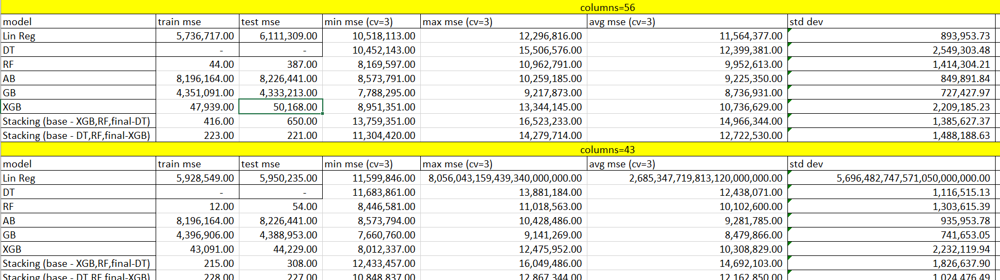 columns=56
model train mse test mse min mse (cv=3) max mse (cv=3) avg mse (cv=3) std dev
Lin Reg 5,736,717.00 6,111,309.00 10,518,113.00 12,296,816.00 11,564,377.00 893,953.73
DT - - 10,452,143.00 15,506,576.00 12,399,381.00 2,549,303.48
RF 44.00 387.00 8,169,597.00 10,962,791.00 9,952,613.00 1,414,304.21
AB 8,196,164.00 8,226,441.00 8,573,791.00 10,259,185.00 9,225,350.00 849,891.84
GB 4,351,091.00 4,333,213.00 7,788,295.00 9,217,873.00 8,736,931.00 727,427.97
XGB 47,939.00 50,168.00 8,951,351.00 13,344,145.00 10,736,629.00 2,209,185.23
Stacking (base - XGB,RF,final-DT) 416.00 650.00 13,759,351.00 16,523,233.00 14,966,344.00 1,385,627.37
Stacking (base - DT,RF,final-XGB) 223.00 221.00 11,304,420.00 14,279,714.00 12,722,530.00 1,488,188.63
columns=43
model train mse test mse min mse (cv=3) max mse (cv=3) avg mse (cv=3) std dev
Lin Reg 5,928,549.00 5,950,235.00 11,599,846.00 8,056,043,159,439,340,000,000.00 2,685,347,719,813,120,000,000.00 5,696,482,747,571,050,000,000.00
DT - - 11,683,861.00 13,881,184.00 12,438,071.00 1,116,515.13
RF 12.00 54.00 8,446,581.00 11,018,563.00 10,102,600.00 1,303,615.39
AB 8,196,164.00 8,226,441.00 8,573,794.00 10,428,486.00 9,281,785.00 935,953.78
GB 4,396,906.00 4,388,953.00 7,660,760.00 9,141,269.00 8,479,866.00 741,653.05
XGB 43,091.00 44,229.00 8,012,337.00 12,475,952.00 10,308,829.00 2,232,119.94
Stacking (base - XGB,RF,final-DT) 215.00 308.00 12,433,457.00 16,049,486.00 14,692,103.00 1,826,637.90
Stacking (base - DT,RF,final-XGB) 228.00 227.00 10,848,837.00 12,867,344.00 12,162,850.00 1,024,476.49